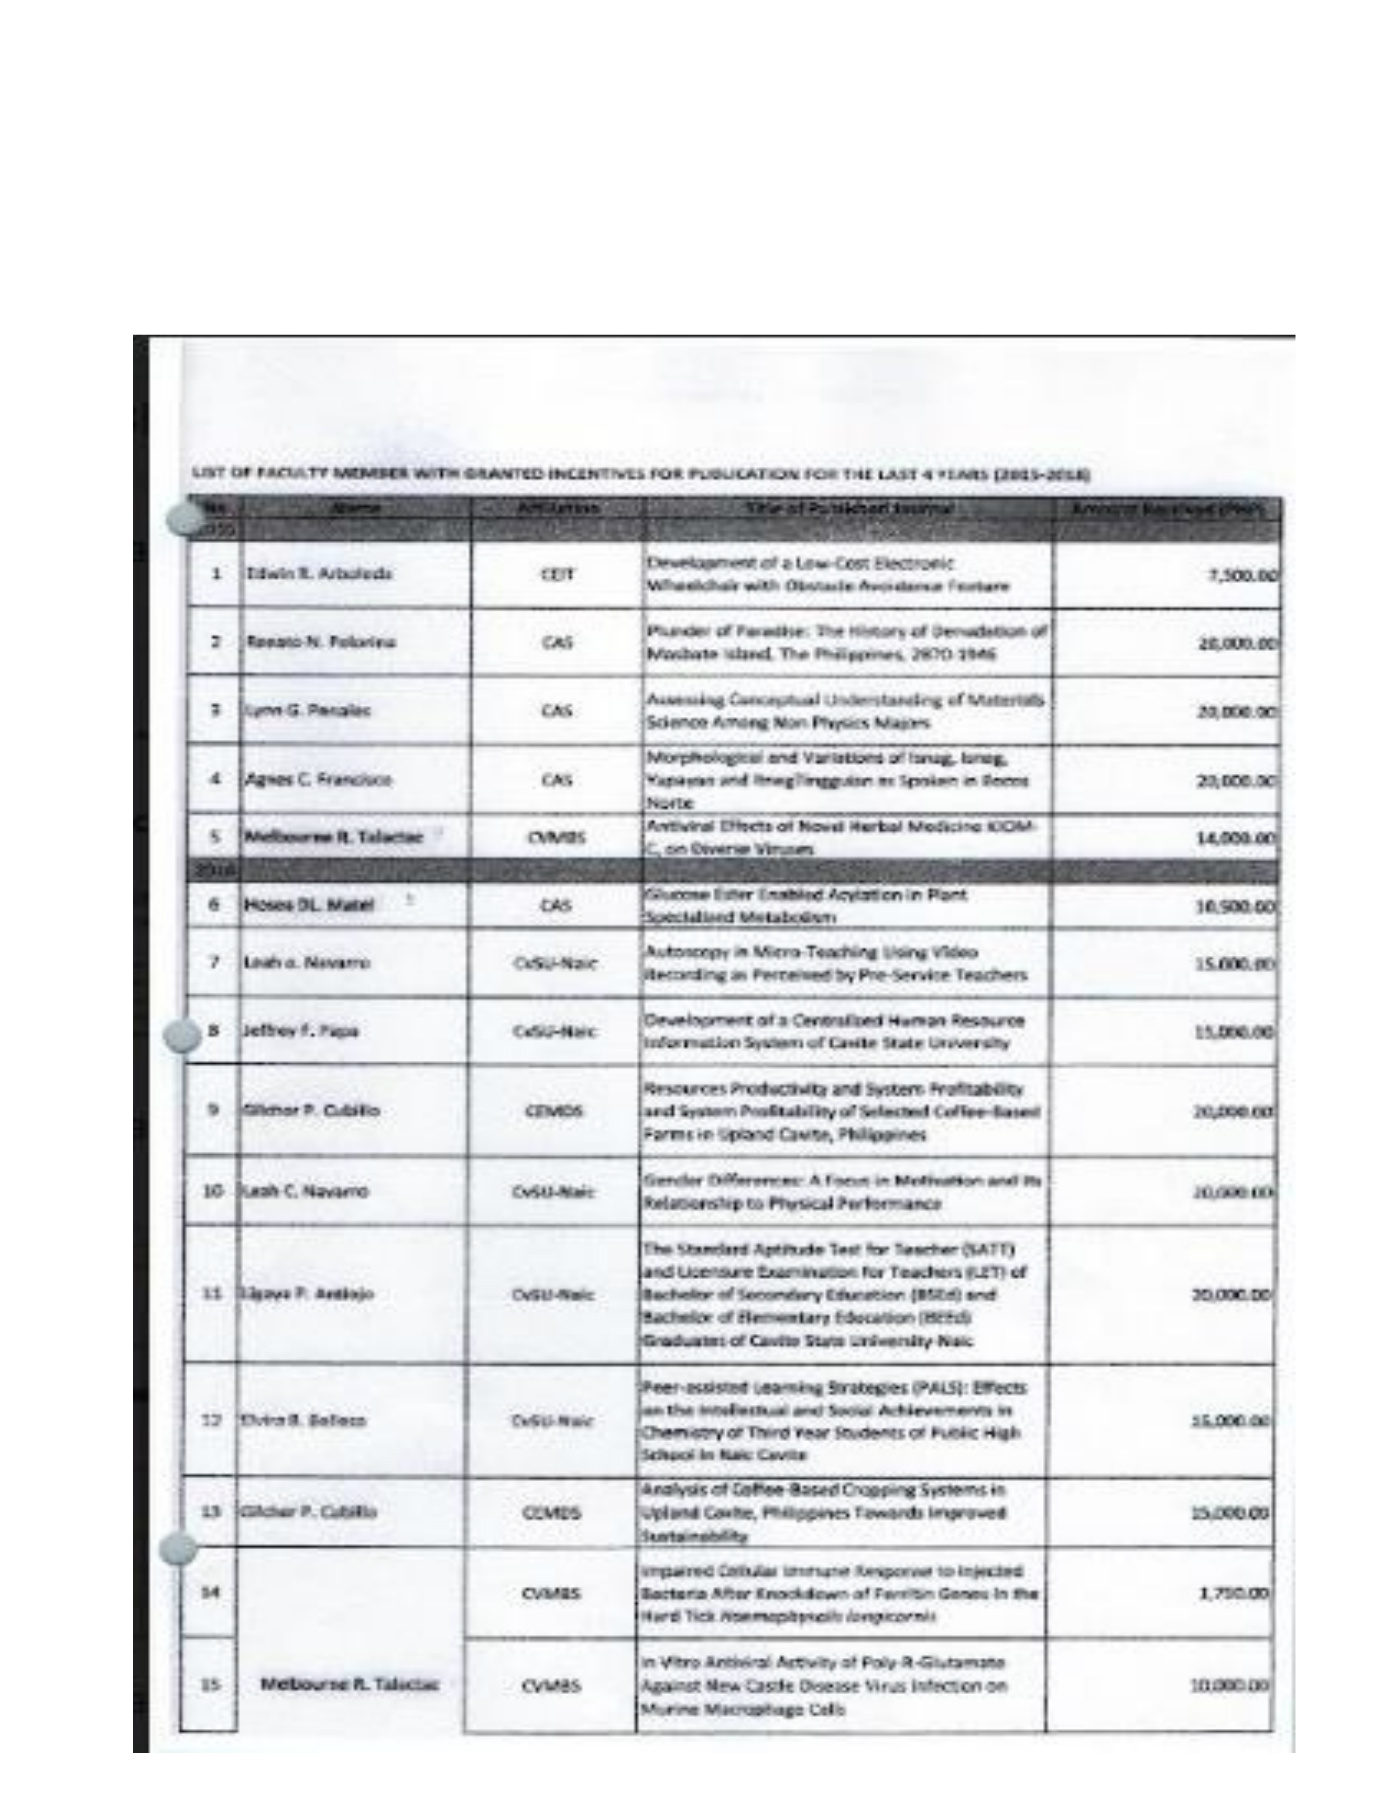 LIST OF FACULTY MEMBER WITH GRANTED INCENTIVES FOR PUBLICATION FOR THE LAST 4 YEARS (2015-2018)
No Name Affiliation Title of Published Journal Amount Received (PhP)
2015
1 Edwin R. Arboleda CEIT Development of a Low-Cost Electronic
Wheelchair with Obstacle Avoidance Feature 7,500.00
2 Renato N. CAS Plunder of Paradise: The History of Denudation of
Masbate Island, The Philippines, 1946 20,000.00
3 Lynn G. CAS Assessing Conceptual Understanding of Materials
Science Among Non Physics Majors 20,000.00
4 Agnes C. Francisco CAS Morphological and Variations of Isnag, Isneg,
Yapayao and as Spoken in Ilocos
Norte 20,000.00
5 Melbourne R. Talactac CVMBS Antiviral Effects of Novel Herbal Medicine KIOM-
C, on Diverse Viruses 14,000.00
2016
6 Hosea DL. Matel CAS Glucose Ester Enabled Acylation in Plant
Specialized Metabolism 10,500.00
7 Leah Navarro CvSU-Naic Autoscopy in Micro-Teaching Using Video
Recording as Perceived by Pre-Service Teachers 15,000.00
8 Jeffrey F. Papa CvSU-Naic Development of a Centralized Human Resource
Information System of Cavite State University 15,000.00
9 Gilchor P. Cubillo CEMDS Resources Productivity and System Profitability
and System Profitability of Selected Coffee-Based
Farms in Upland Cavite, Philippines 20,000.00
10 Leah C. Navarro CvSU-Naic Gender Differences: A Focus in Motivation and Its
Relationship to Physical Performance 20,000.00
11 Ligaya P. CvSU-Naic The Standard Aptitude Test for Teacher (SATT)
and Licensure Examination for Teachers (LET) of
Bachelor of Secondary Education (BSEd) and
Bachelor of Elementary Education (BEEd)
Graduates of Cavite State University-Naic 20,000.00
12 Elvira B. CvSU-Naic Peer-assisted Learning Strategies (PALS): Effects
on the Intellectual and Social Achievements in
Chemistry of Third Year Students of Public High
School in Naic Cavite 15,000.00
13 Gilchor P. Cubillo CEMDS Analysis of Coffee-Based Cropping Systems in
Upland Cavite, Philippines Towards Improved
Sustainability 15,000.00
14 CVMBS Impaired Cellular Immune Response to Injected
Bacteria After Knockdown of Ferritin Genes in the
Hard Tick Haemaphysalis longicornis 1,750.00
15 Melbourne R. Talactac CVMBS In Vitro Antiviral Activity of Poly-R-Glutamate
Against New Castle Disease Virus Infection on
Murine Macrophage Cells 10,000.00